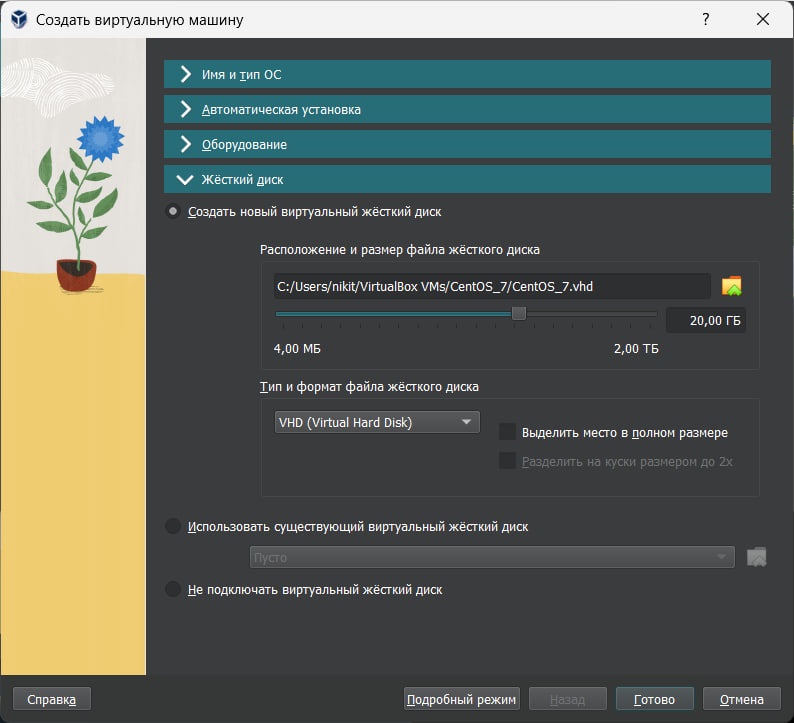 Создать виртуальную машину
?
Имя и тип ОС
Автоматическая установка
Оборудование
Жёсткий диск
Создать новый виртуальный жёсткий диск
Расположение и размер файла жёсткого диска
C:/Users/nikit/VirtualBox VMs/CentOS_7/CentOS_7.vhd
20,00 ГБ
4,00 МБ 2,00 ТБ
Тип и формат файла жёсткого диска
VHD (Virtual Hard Disk)
Выделить место в полном размере
Разделить на куски размером до 2x
Использовать существующий виртуальный жёсткий диск
Пусто
Не подключать виртуальный жёсткий диск
Справка Подробный режим Назад Готово Отмена